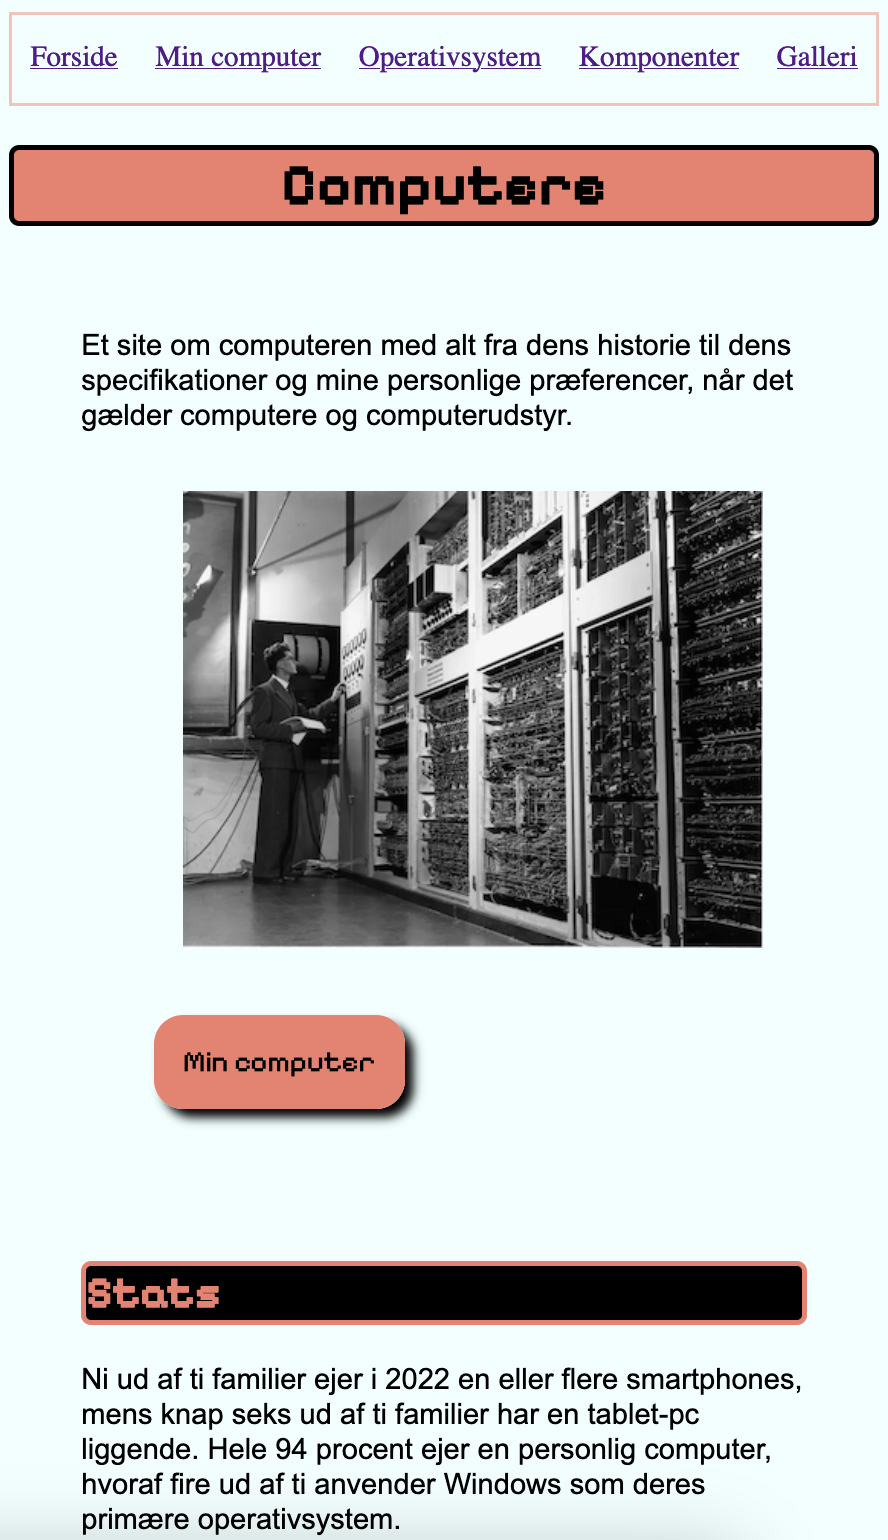 Forside Min computer Operativsystem Komponenter Galleri
Computere
Et site om computeren med alt fra dens historie til dens
specifikationer og mine personlige præferencer, når det
gælder computere og computerudstyr.
Min computer
Stats
Ni ud af ti familier ejer i 2022 en eller flere smartphones,
mens knap seks ud af ti familier har en tablet-pc
liggende. Hele 94 procent ejer en personlig computer,
hvoraf fire ud af ti anvender Windows som deres
primære operativsystem.